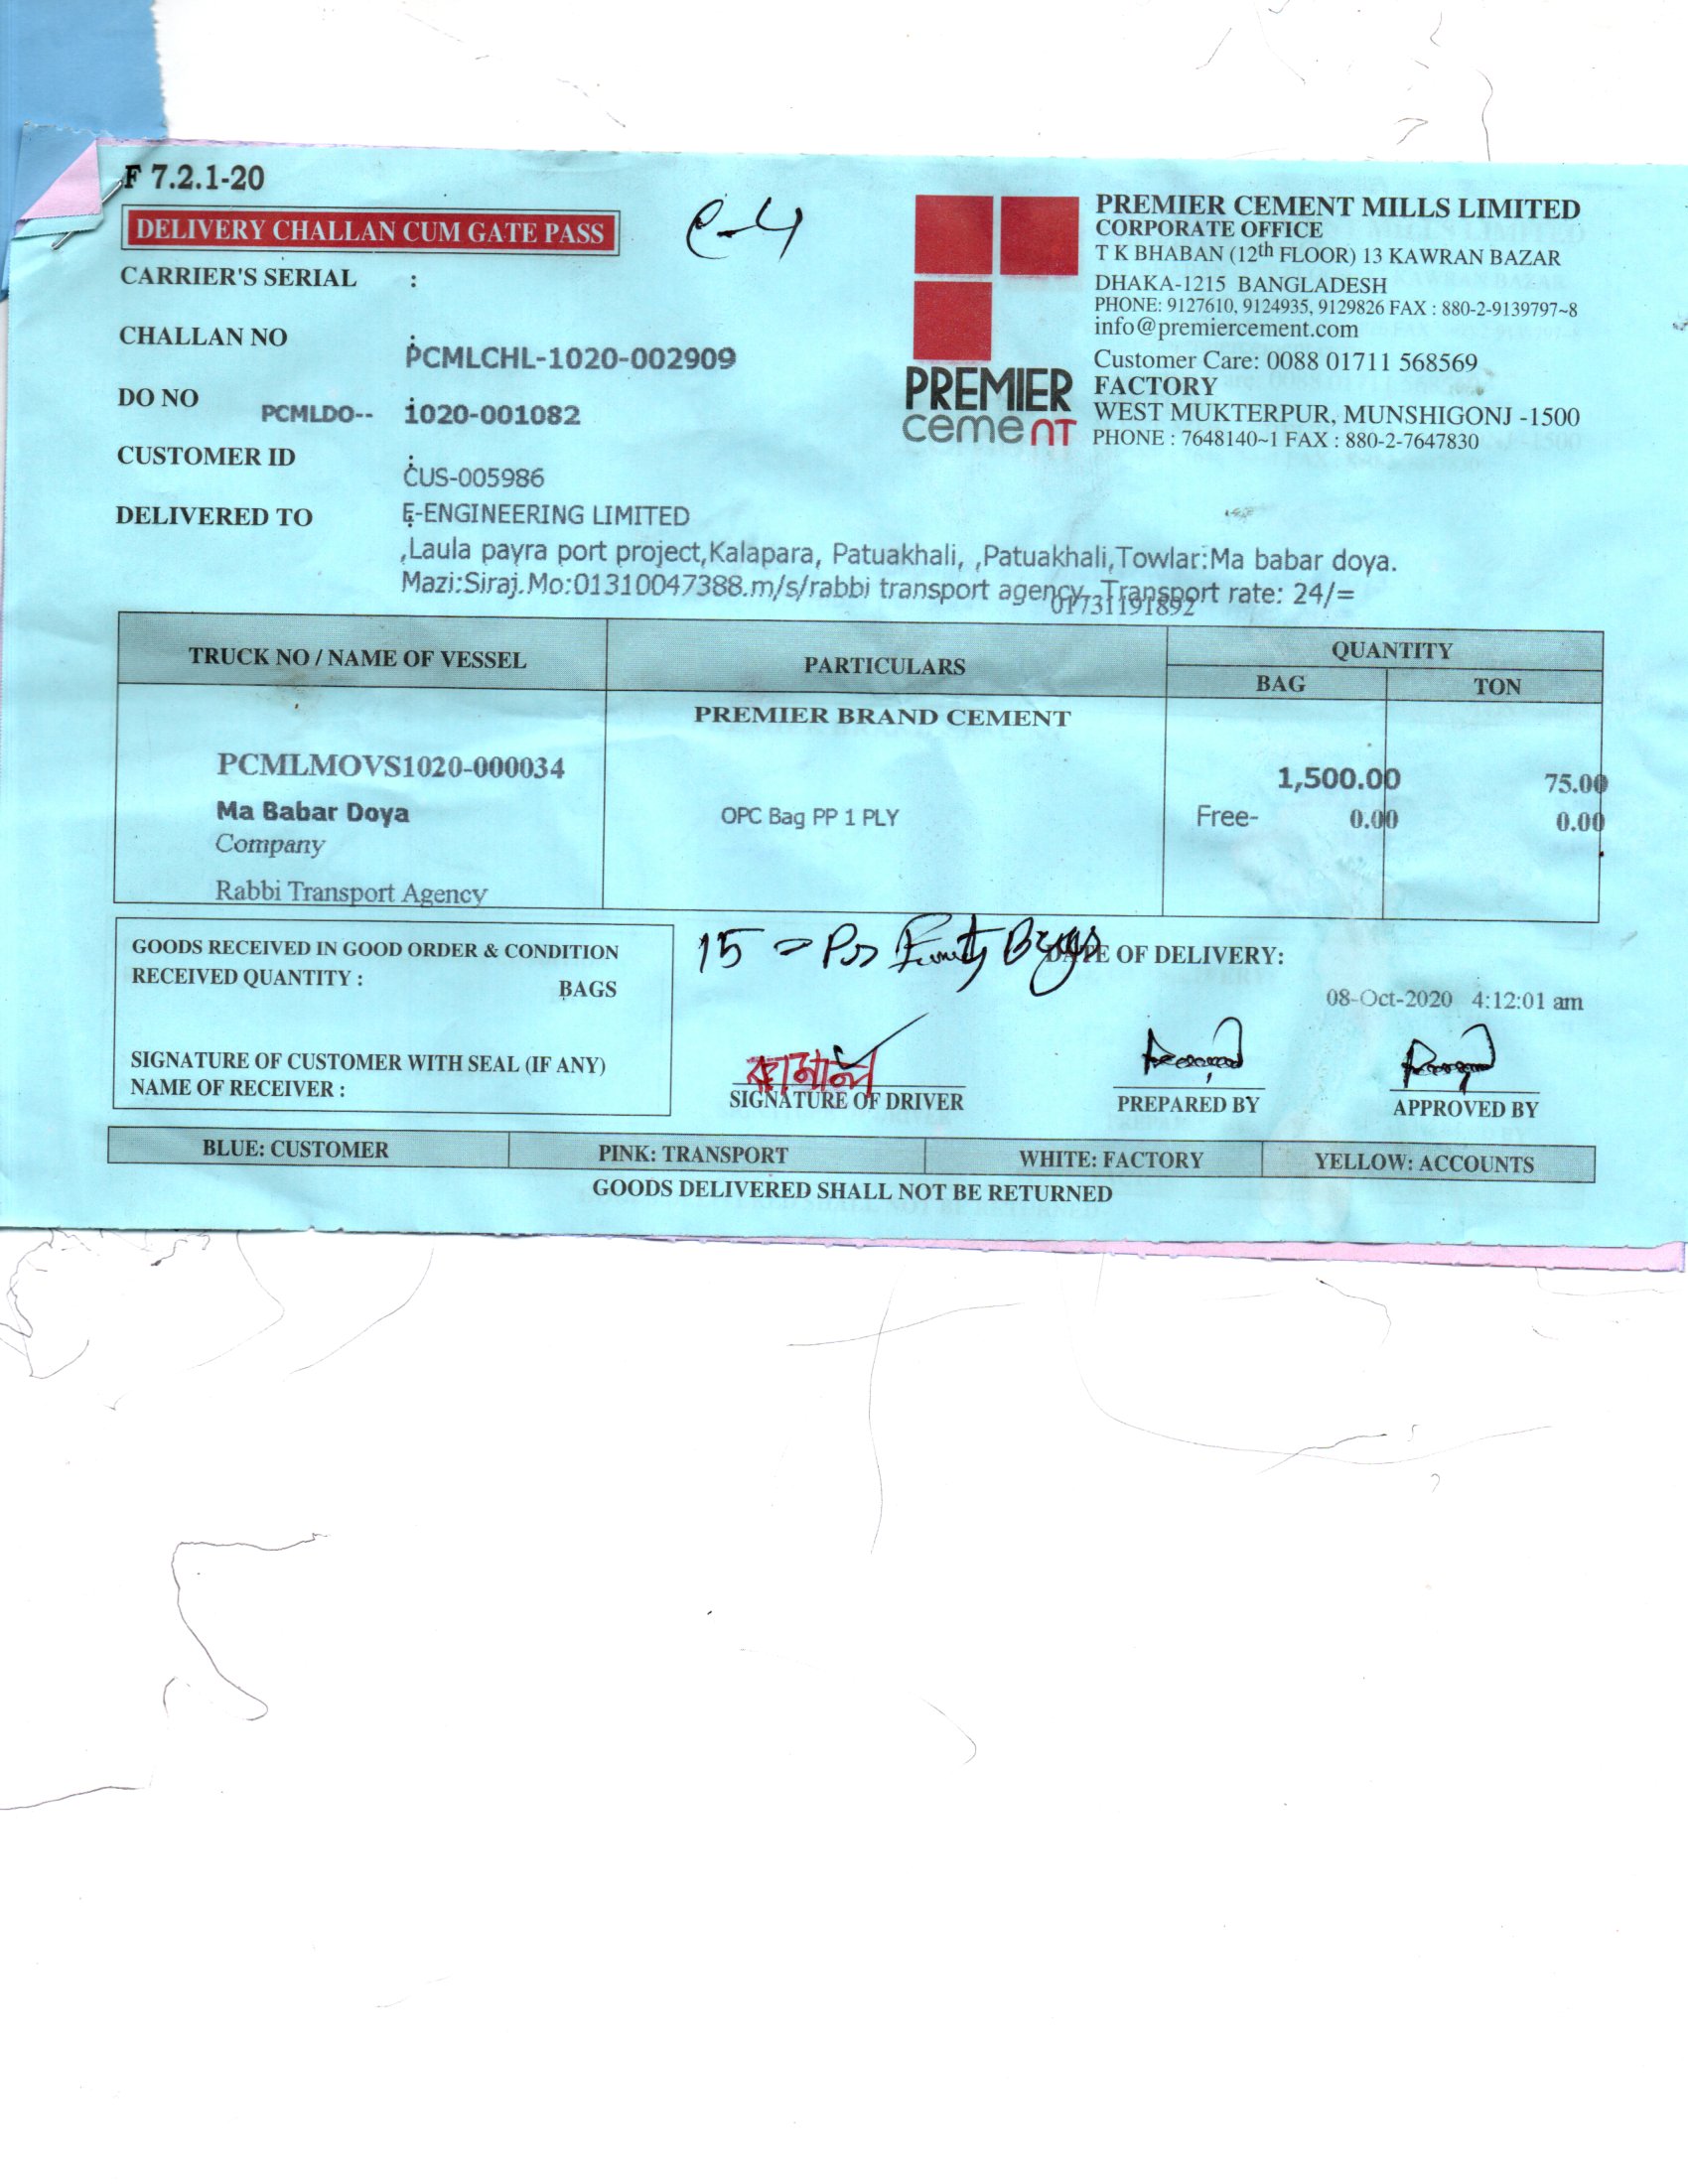 F 7.2.1-20
DELIVERY CHALLAN CUM GATE PASS
CARRIER'S SERIAL :
CHALLAN NO : PCMLCHL-1020-002909
DO NO PCMLDO-- : 1020-001082
CUSTOMER ID : CUS-005986
DELIVERED TO : E-ENGINEERING LIMITED
,Laula payra port project,Kalapara, Patuakhali, ,Patuakhali,Towlar:Ma babar doya.
Mazi:Siraj.Mo:01310047388.m/s/rabbi transport agency. Transport rate: 24/=
01731191892
PREMIER
cement
PREMIER CEMENT MILLS LIMITED
CORPORATE OFFICE
T K BHABAN (12th FLOOR) 13 KAWRAN BAZAR
DHAKA-1215 BANGLADESH
PHONE: 9127610, 9124935, 9129826 FAX : 880-2-9139797~8
info@premiercement.com
Customer Care: 0088 01711 568569
FACTORY
WEST MUKTERPUR, MUNSHIGONJ -1500
PHONE : 7648140~1 FAX : 880-2-7647830
TRUCK NO / NAME OF VESSEL PARTICULARS QUANTITY
BAG TON
PREMIER BRAND CEMENT
PCMLMOVS1020-000034 1,500.00 75.00
Ma Babar Doya OPC Bag PP 1 PLY Free- 0.00 0.00
Company
Rabbi Transport Agency
GOODS RECEIVED IN GOOD ORDER & CONDITION
RECEIVED QUANTITY :
BAGS
SIGNATURE OF CUSTOMER WITH SEAL (IF ANY)
NAME OF RECEIVER :
15 = Pcs Emty Bags
DATE OF DELIVERY:
08-Oct-2020 4:12:01 am
SIGNATURE OF DRIVER
PREPARED BY
APPROVED BY
BLUE: CUSTOMER PINK: TRANSPORT WHITE: FACTORY YELLOW: ACCOUNTS
GOODS DELIVERED SHALL NOT BE RETURNED